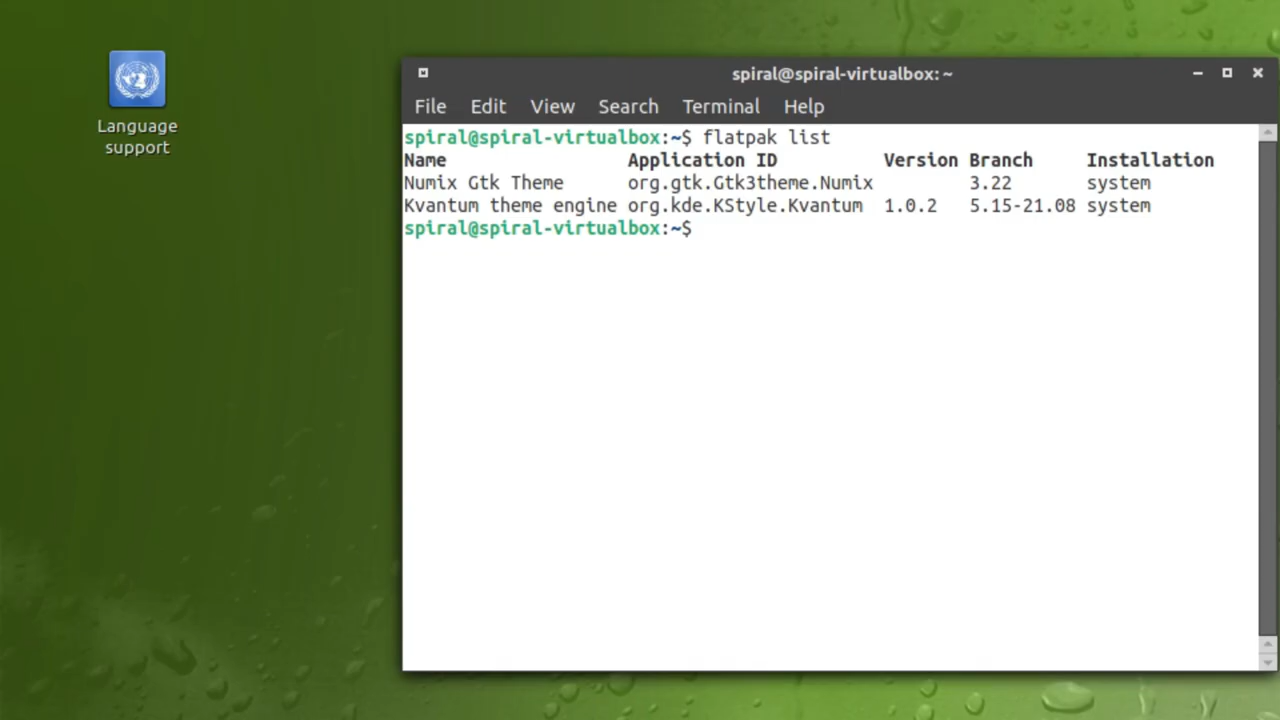 Language
support
spiral@spiral-virtualbox: ~
File Edit View Search Terminal Help
spiral@spiral-virtualbox:~$ flatpak list
Name Application ID Version Branch Installation
Numix Gtk Theme org.gtk.Gtk3theme.Numix 3.22 system
Kvantum theme engine org.kde.KStyle.Kvantum 1.0.2 5.15-21.08 system
spiral@spiral-virtualbox:~$